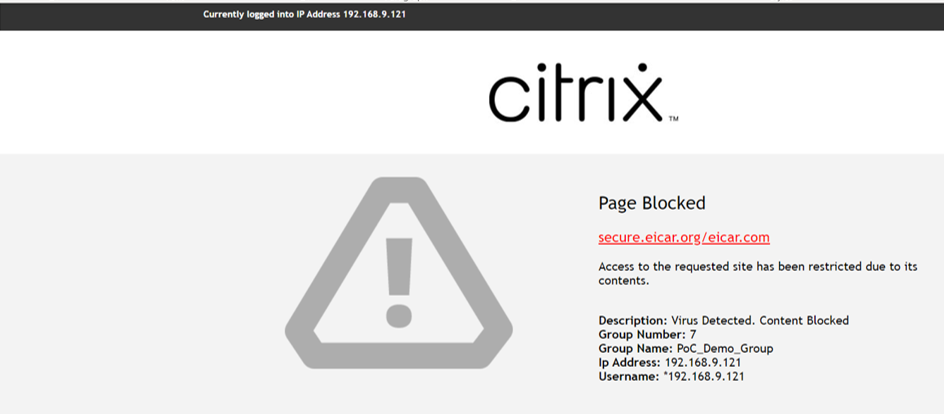 Currently logged into IP Address 192.168.9.121
citrix™
Page Blocked
secure.eicar.org/eicar.com
Access to the requested site has been restricted due to its
contents.
Description: Virus Detected. Content Blocked
Group Number: 7
Group Name: PoC_Demo_Group
Ip Address: 192.168.9.121
Username: *192.168.9.121